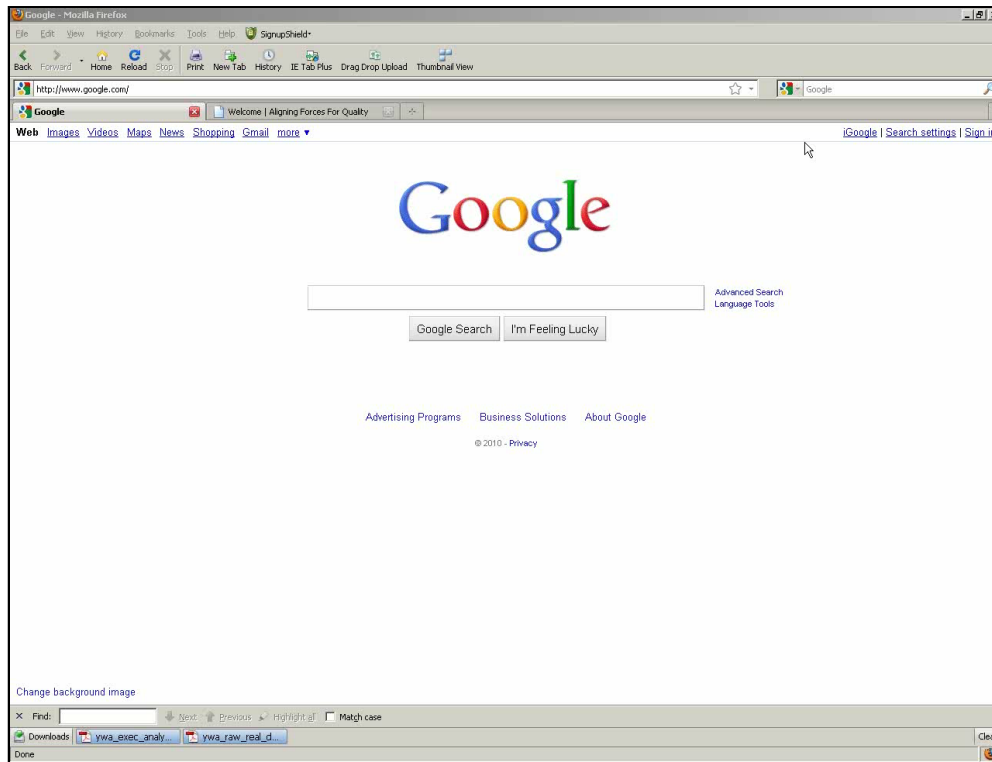 Google - Mozilla Firefox
File Edit View History Bookmarks Tools Help SignupShield
Back Forward Home Reload Stop Print New Tab History IE Tab Plus Drag Drop Upload Thumbnail View
http://www.google.com/ Google
Google Welcome | Aligning Forces For Quality
Web Images Videos Maps News Shopping Gmail more iGoogle | Search settings | Sign i
Google
Advanced Search
Language Tools
Google Search I'm Feeling Lucky
Advertising Programs Business Solutions About Google
© 2010 - Privacy
Change background image
Find: Next Previous Highlight all Match case
Downloads ywa_exec_analy... ywa_raw_real_d... Clea
Done